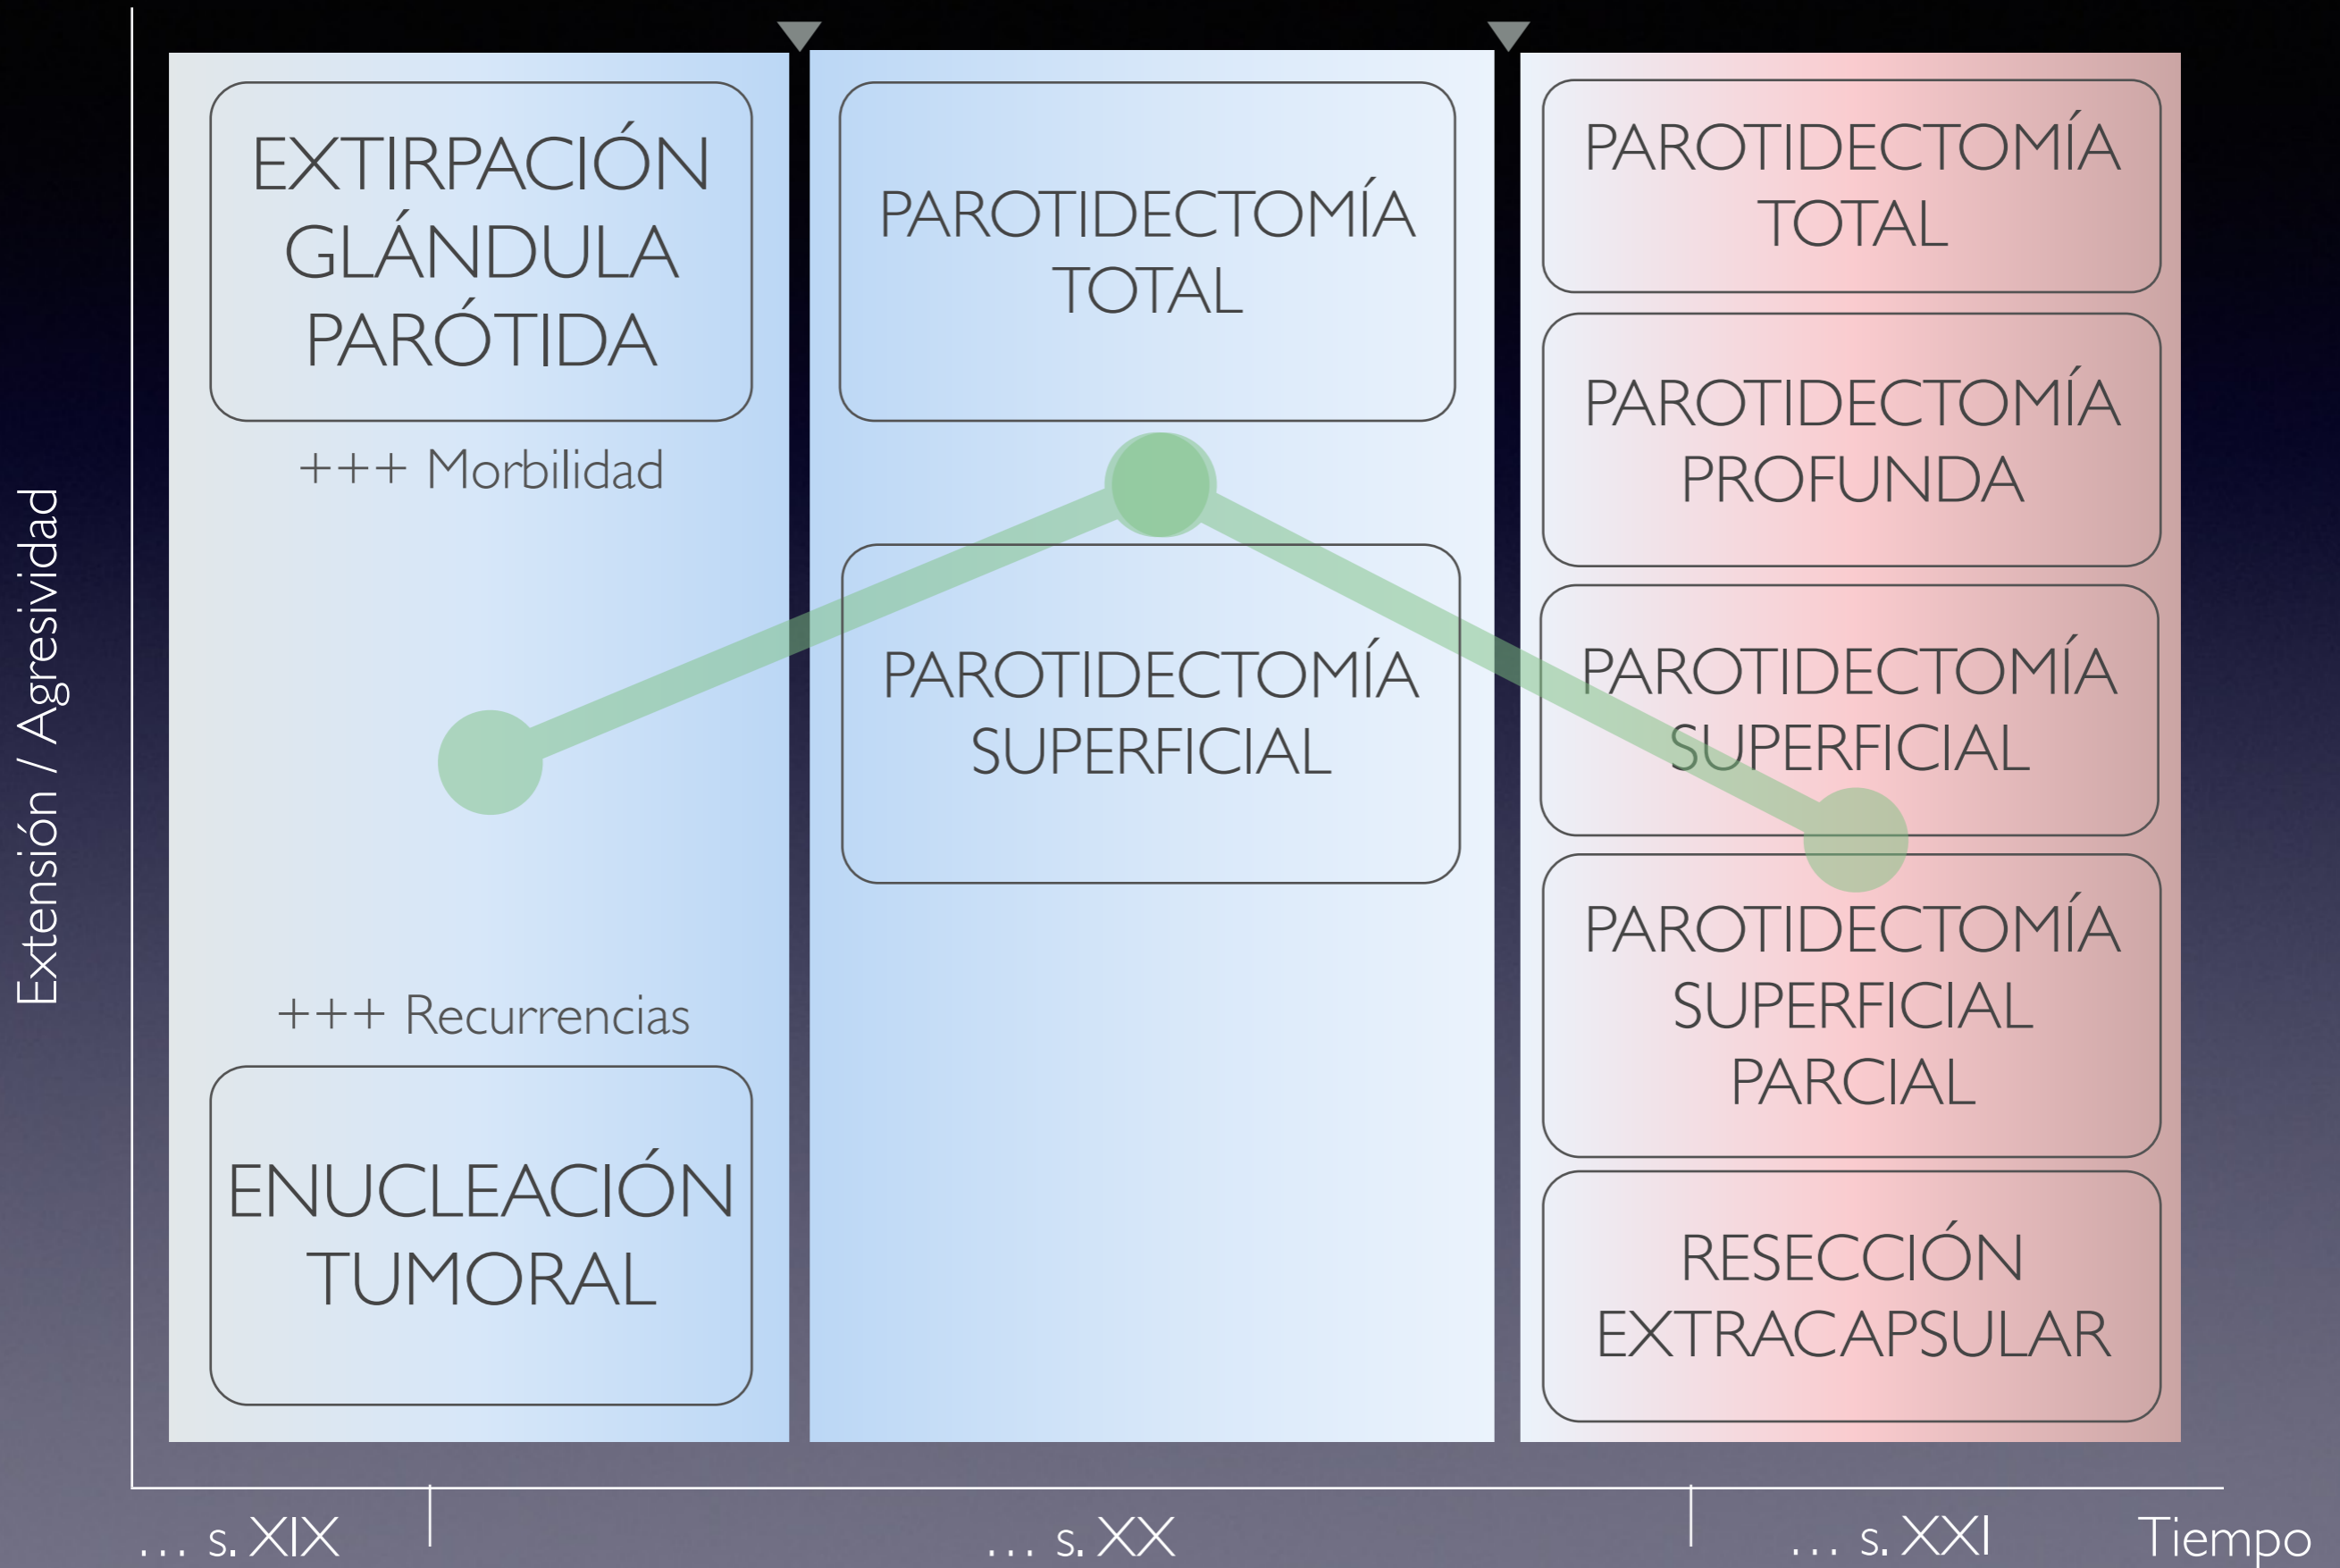 Extensión / Agresividad
EXTIRPACIÓN
GLÁNDULA
PARÓTIDA
+++ Morbilidad
+++ Recurrencias
ENUCLEACIÓN
TUMORAL
PAROTIDECTOMÍA
TOTAL
PAROTIDECTOMÍA
SUPERFICIAL
PAROTIDECTOMÍA
TOTAL
PAROTIDECTOMÍA
PROFUNDA
PAROTIDECTOMÍA
SUPERFICIAL
PAROTIDECTOMÍA
SUPERFICIAL
PARCIAL
RESECCIÓN
EXTRACAPSULAR
… s. XIX
… s. XX
… s. XXI
Tiempo